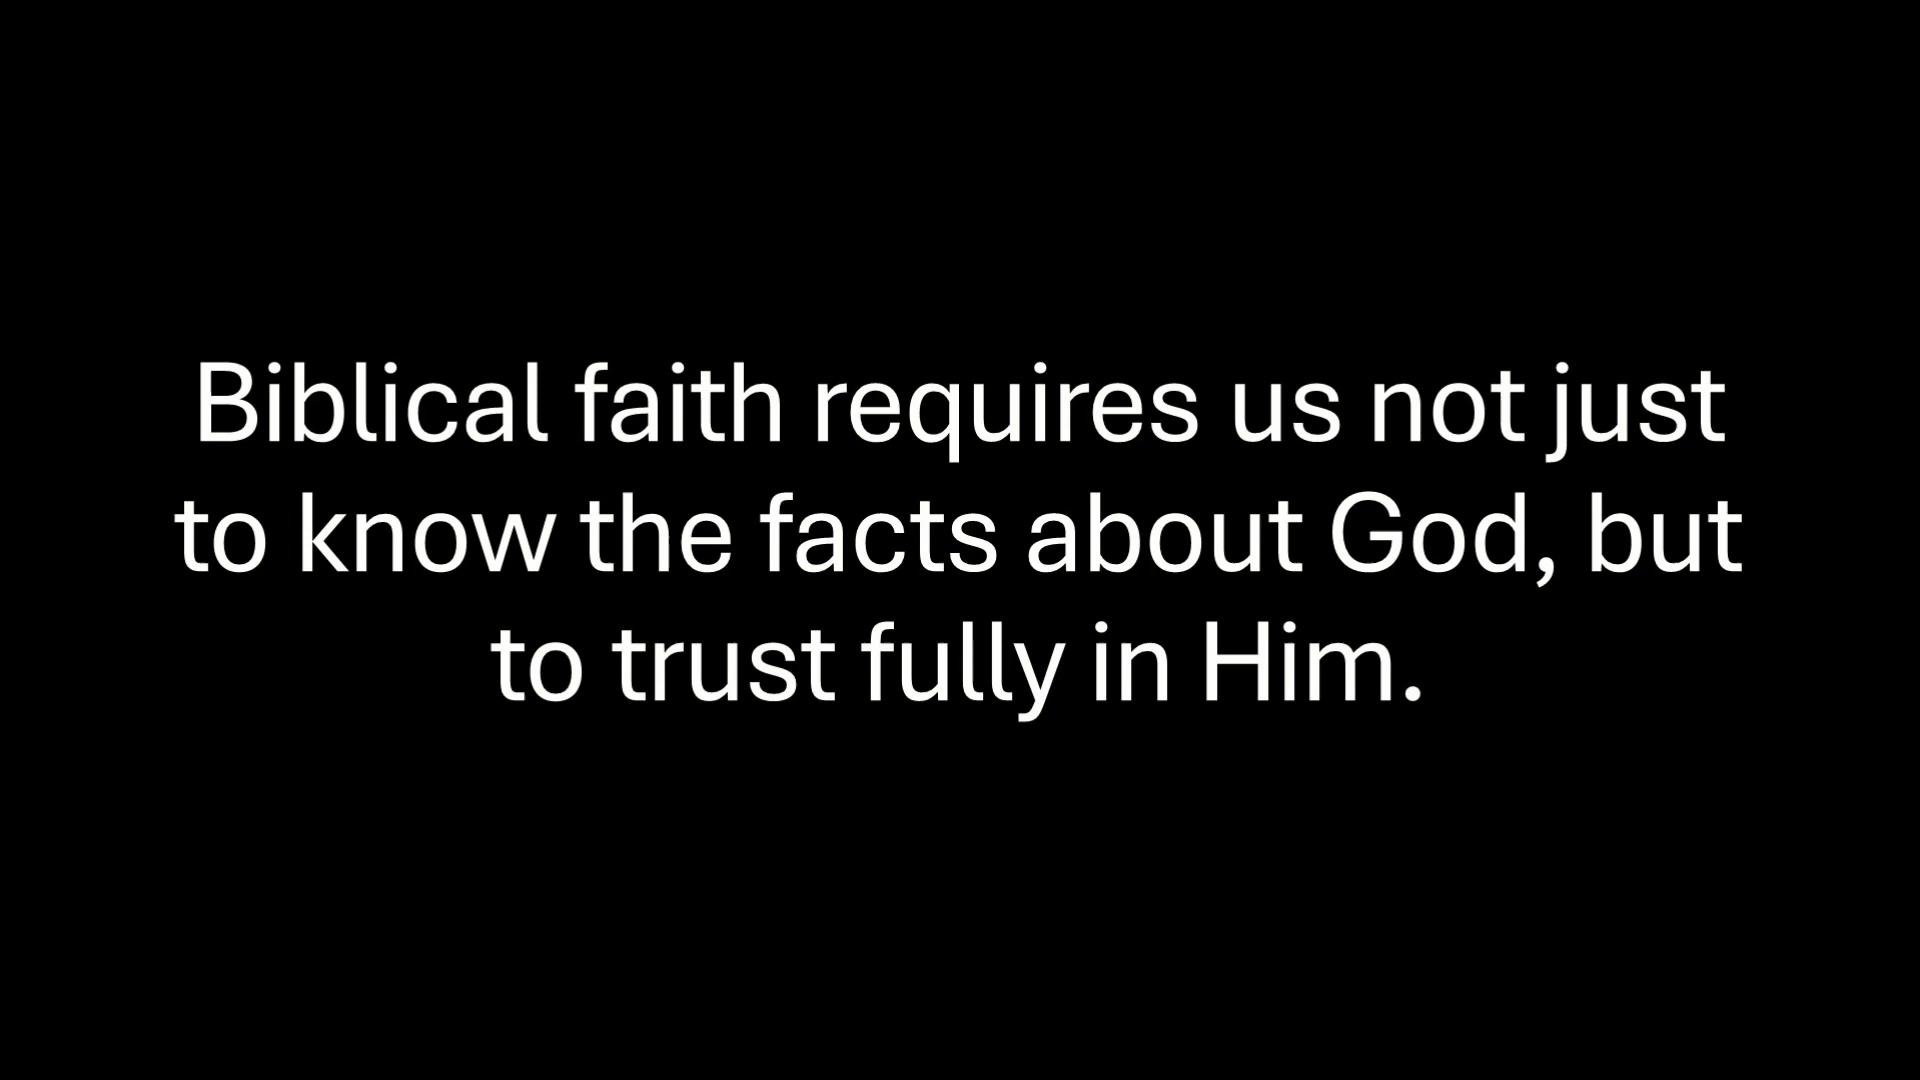 Biblical faith requires us not just
to know the facts about God, but
to trust fully in Him.